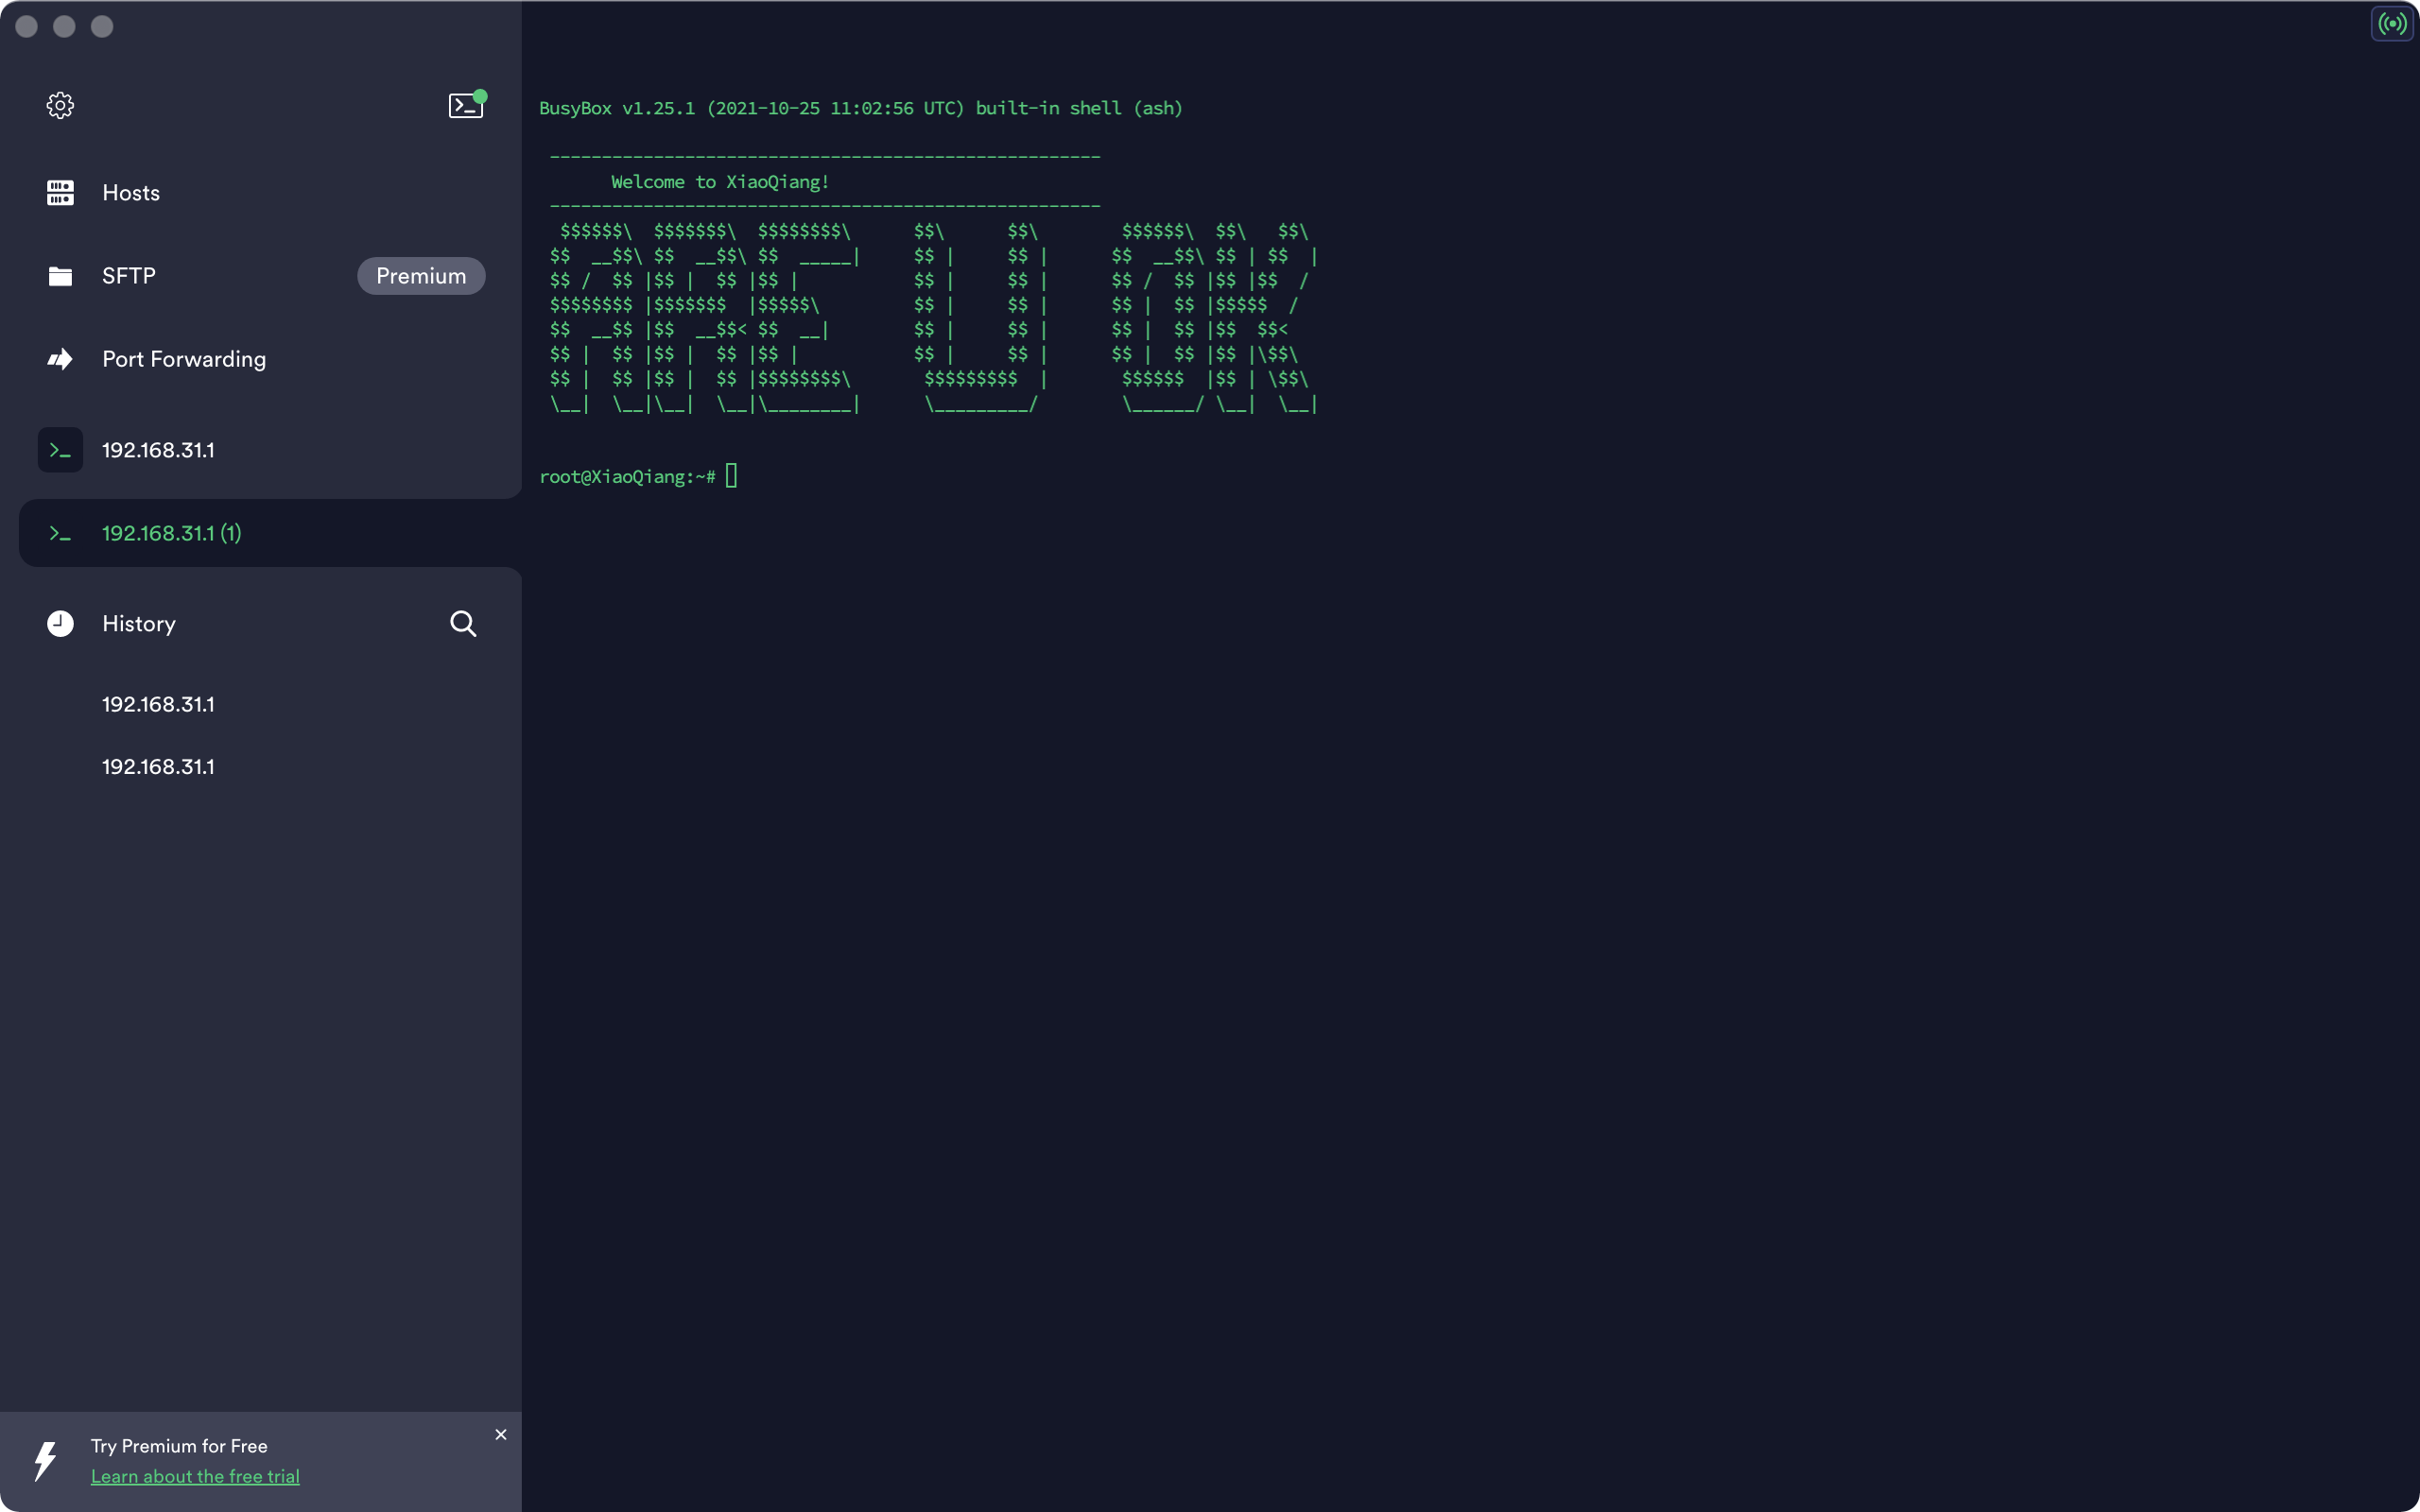 Hosts
SFTP Premium
Port Forwarding
192.168.31.1
192.168.31.1 (1)
History
192.168.31.1
192.168.31.1
Try Premium for Free
Learn about the free trial
BusyBox v1.25.1 (2021-10-25 11:02:56 UTC) built-in shell (ash)
 -----------------------------------------------------
       Welcome to XiaoQiang!
 -----------------------------------------------------
  $$$$$$\  $$$$$$$\  $$$$$$$$\      $$\      $$\        $$$$$$\  $$\   $$\
 $$  __$$\ $$  __$$\ $$  _____|     $$ |     $$ |      $$  __$$\ $$ | $$  |
 $$ /  $$ |$$ |  $$ |$$ |           $$ |     $$ |      $$ /  $$ |$$ |$$  /
 $$$$$$$$ |$$$$$$$  |$$$$$\         $$ |     $$ |      $$ |  $$ |$$$$$  /
 $$  __$$ |$$  __$$< $$  __|        $$ |     $$ |      $$ |  $$ |$$  $$<
 $$ |  $$ |$$ |  $$ |$$ |           $$ |     $$ |      $$ |  $$ |$$ |\$$\
 $$ |  $$ |$$ |  $$ |$$$$$$$$\       $$$$$$$$$  |       $$$$$$  |$$ | \$$\
 \__|  \__|\__|  \__|\________|      \_________/        \______/ \__|  \__|
root@XiaoQiang:~#